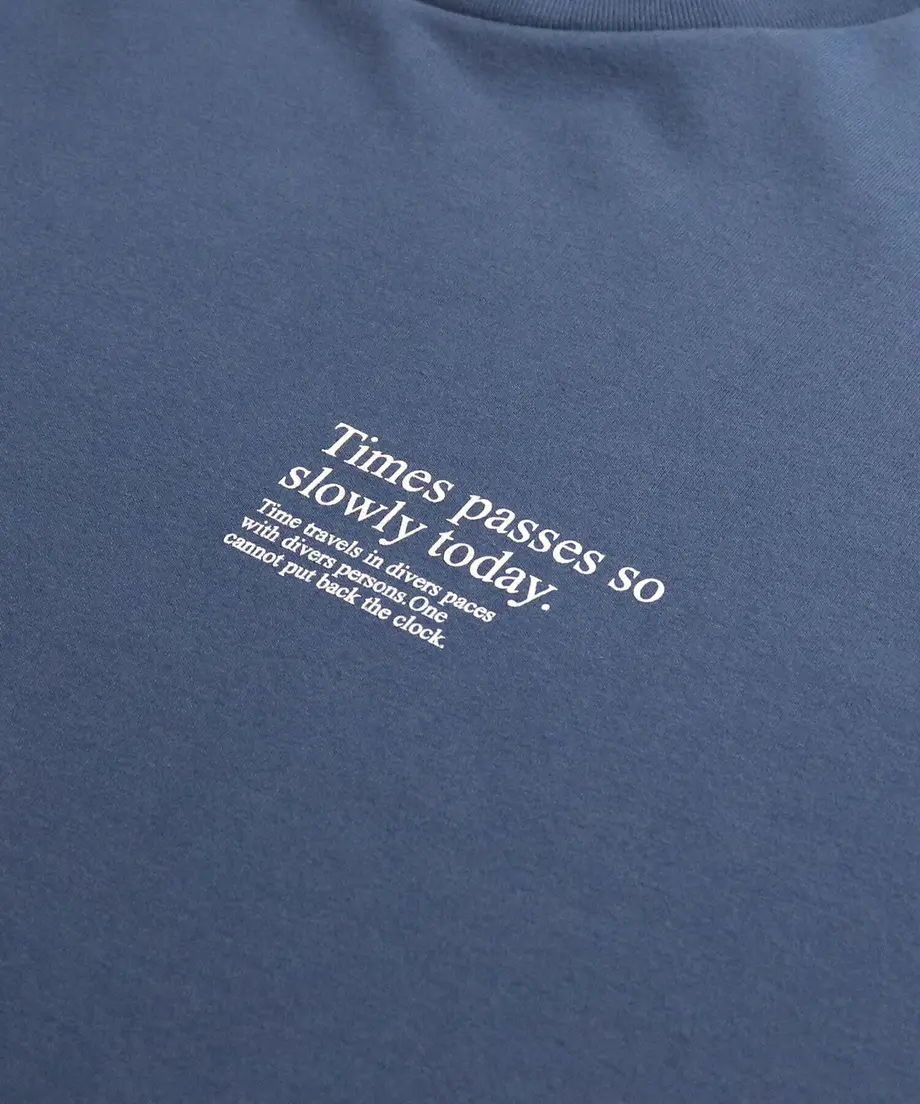 Times passes so
slowly today.
Time travels in divers paces
with divers persons. One
cannot put back the clock.